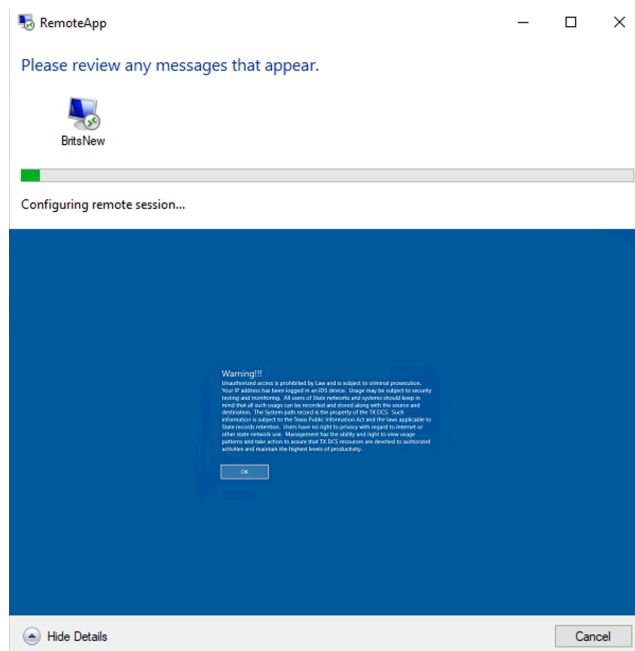 RemoteApp
Please review any messages that appear.
BritsNew
Configuring remote session...
Warning!!!
Unauthorized access is prohibited by Law and is subject to criminal prosecution.
Your IP address has been logged in an IDS device. Usage may be subject to security
testing and monitoring. All users of State networks and systems should keep in
mind that all such usage can be recorded and stored along with the source and
destination. The System path record is the property of the TX DCS. Such
information is subject to the Texas Public Information Act and the laws applicable to
State records retention. Users have no right to privacy with regard to Internet or
other state network use. Management has the ability and right to view usage
patterns and take action to assure that TX DCS resources are devoted to authorized
activities and maintain the highest levels of productivity.
OK
Hide Details
Cancel